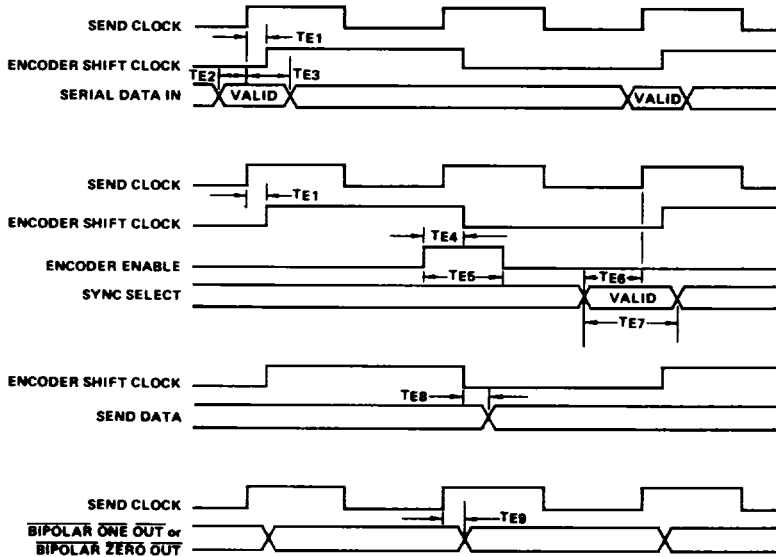 SEND CLOCK
TE1
ENCODER SHIFT CLOCK
TE2
TE3
SERIAL DATA IN
VALID
VALID
SEND CLOCK
TE1
ENCODER SHIFT CLOCK
TE4
ENCODER ENABLE
TE5
TE6
SYNC SELECT
VALID
TE7
ENCODER SHIFT CLOCK
TE8
SEND DATA
SEND CLOCK
TE9
BIPOLAR ONE OUT or
BIPOLAR ZERO OUT